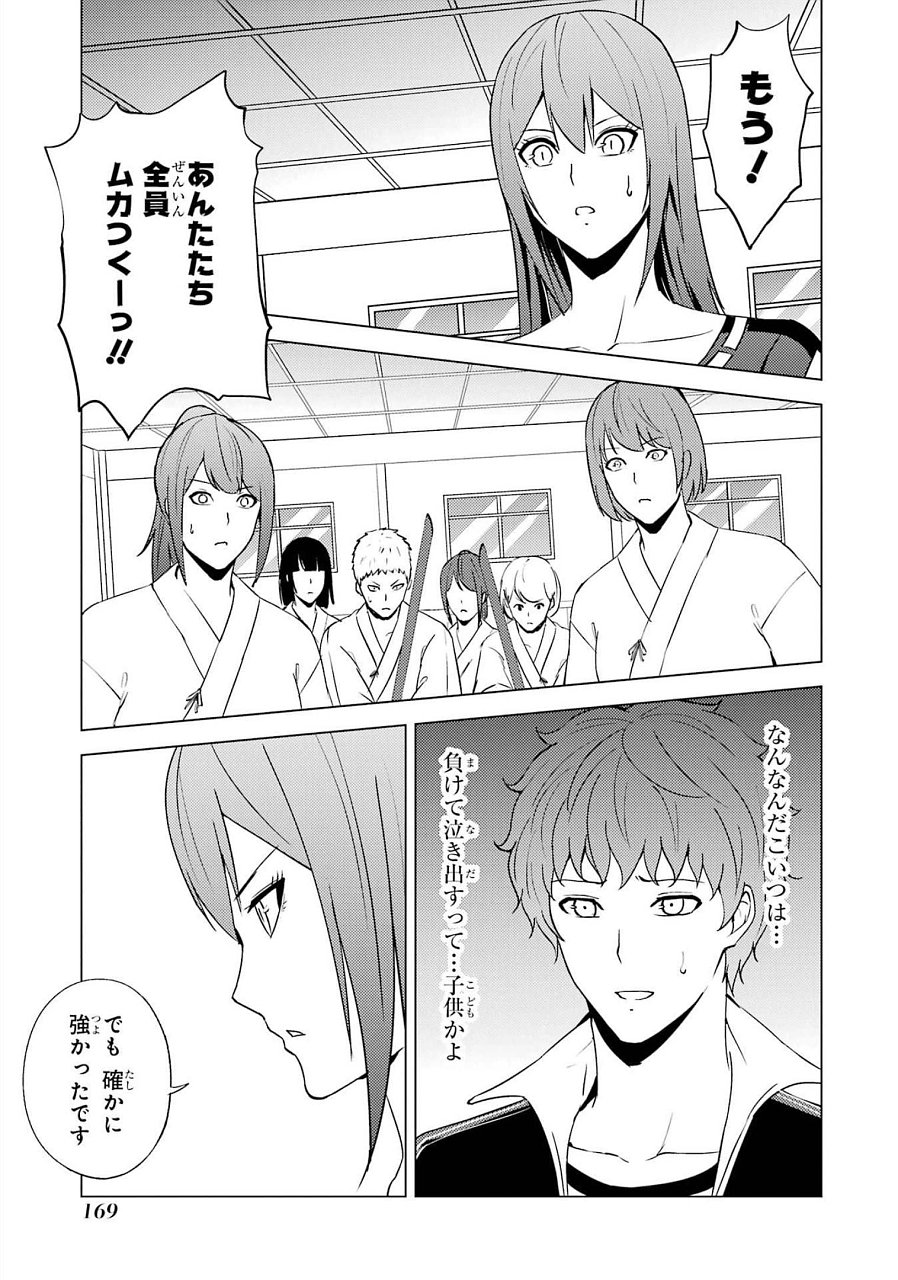 もう！
あんたたち
全員
ムカつくーっ!!
なんなんだこいつは…
負けて泣き出すって…子供かよ
でも 確かに
強かったです
169